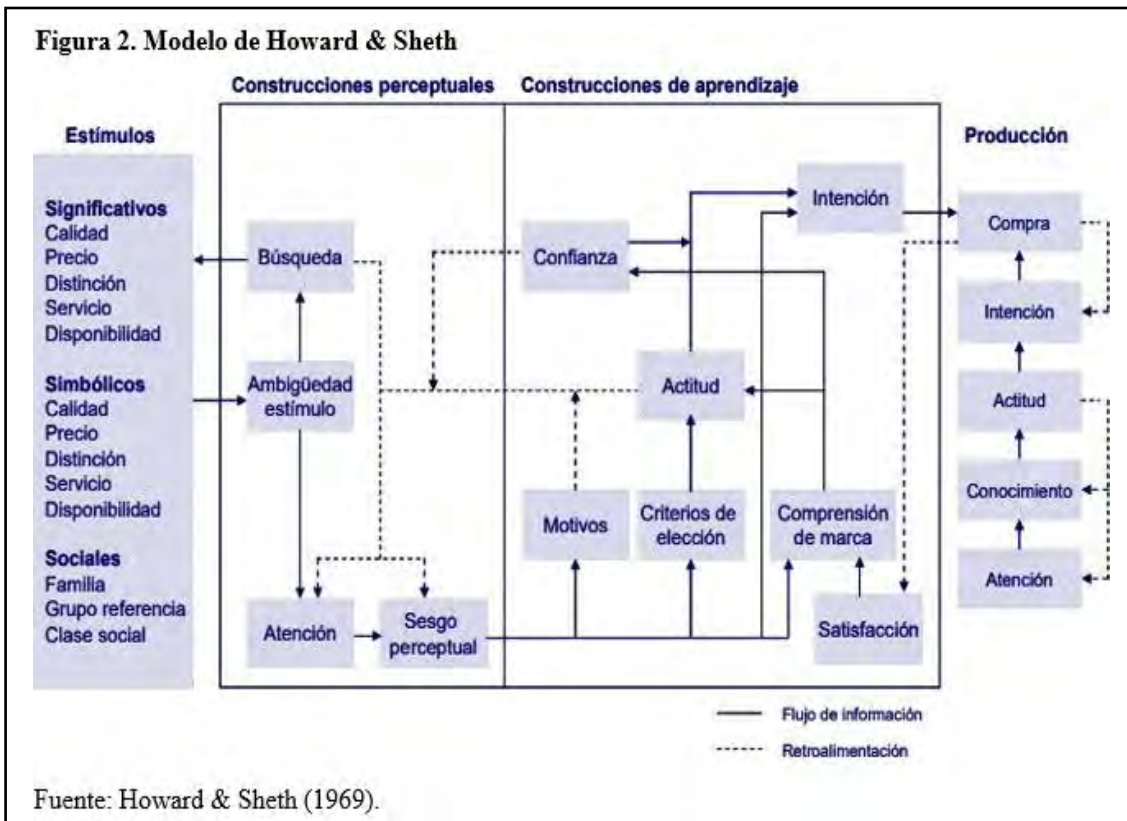 Figura 2. Modelo de Howard & Sheth
Construcciones perceptuales
Construcciones de aprendizaje
Estímulos
Significativos
Calidad
Precio
Distinción
Servicio
Disponibilidad
Simbólicos
Calidad
Precio
Distinción
Servicio
Disponibilidad
Sociales
Familia
Grupo referencia
Clase social
Búsqueda
Ambigüedad
estímulo
Atención
Sesgo
perceptual
Confianza
Intención
Actitud
Motivos
Criterios de
elección
Comprensión
de marca
Satisfacción
Producción
Compra
Intención
Actitud
Conocimiento
Atención
Flujo de información
Retroalimentación
Fuente: Howard & Sheth (1969).